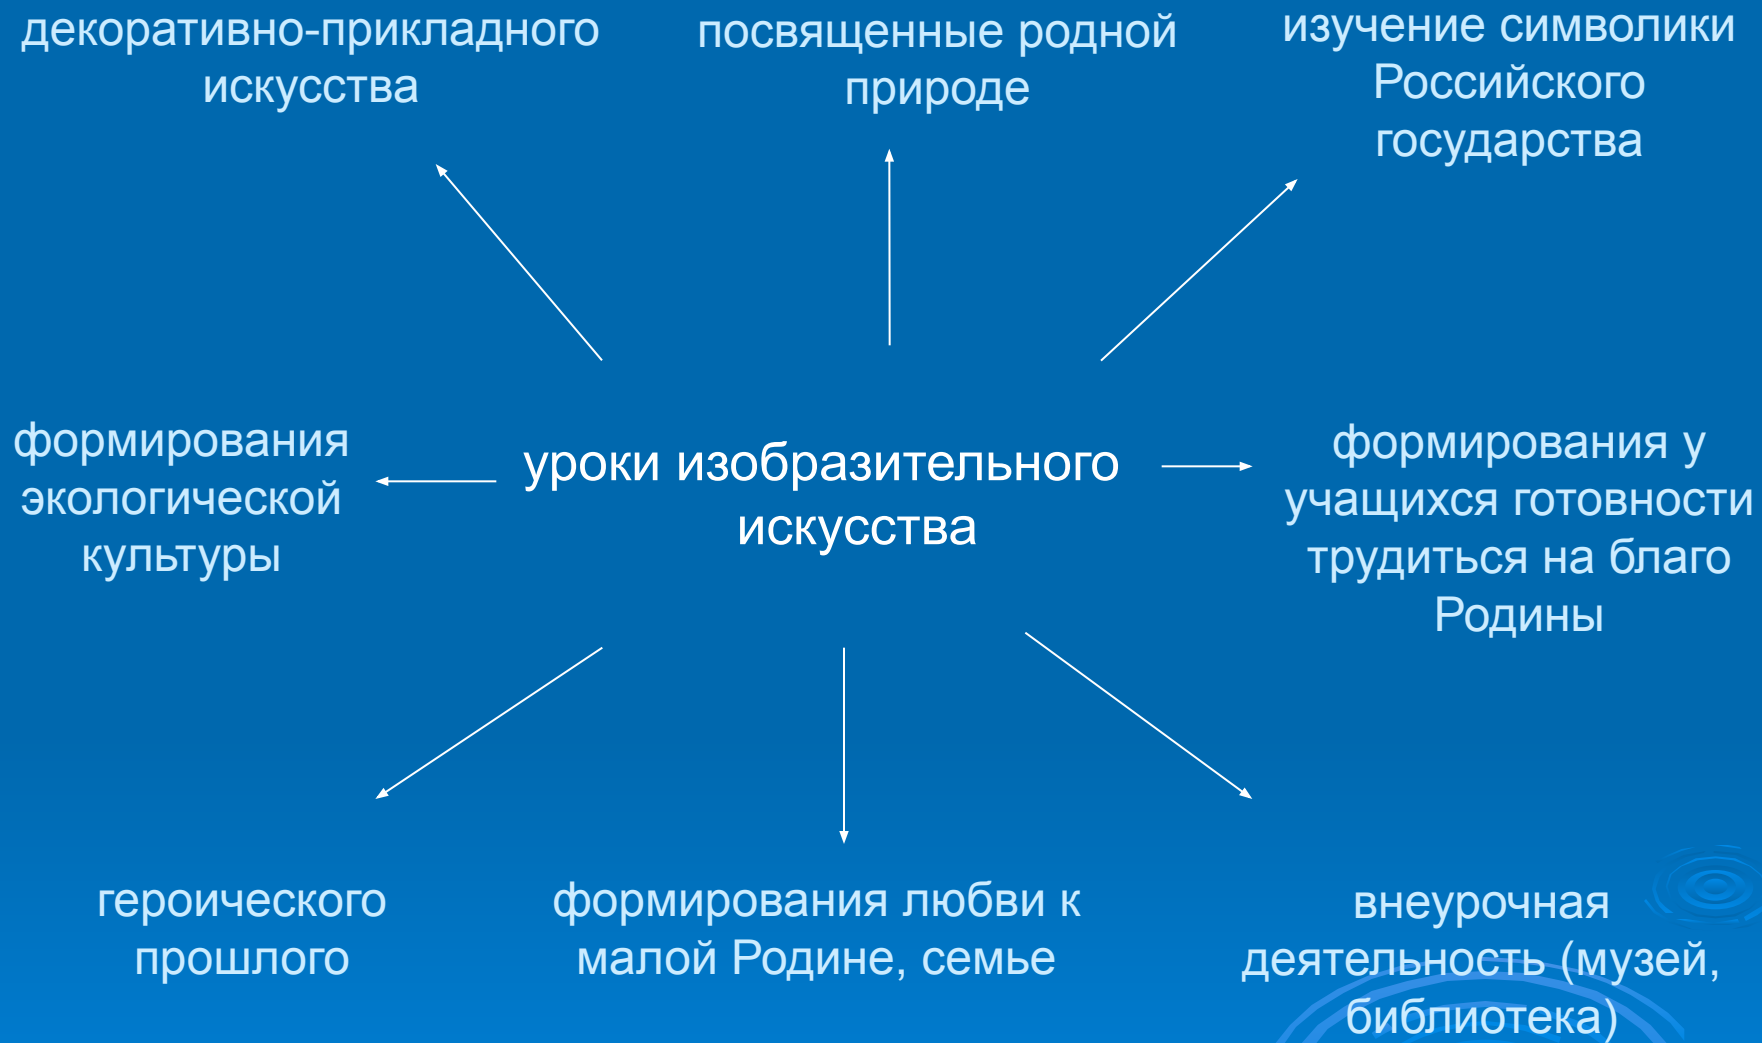 декоративно-прикладного
искусства
посвященные родной
природе
изучение символики
Российского
государства
формирования
экологической
культуры
уроки изобразительного
искусства
формирования у
учащихся готовности
трудиться на благо
Родины
героического
прошлого
формирования любви к
малой Родине, семье
внеурочная
деятельность (музей,
библиотека)